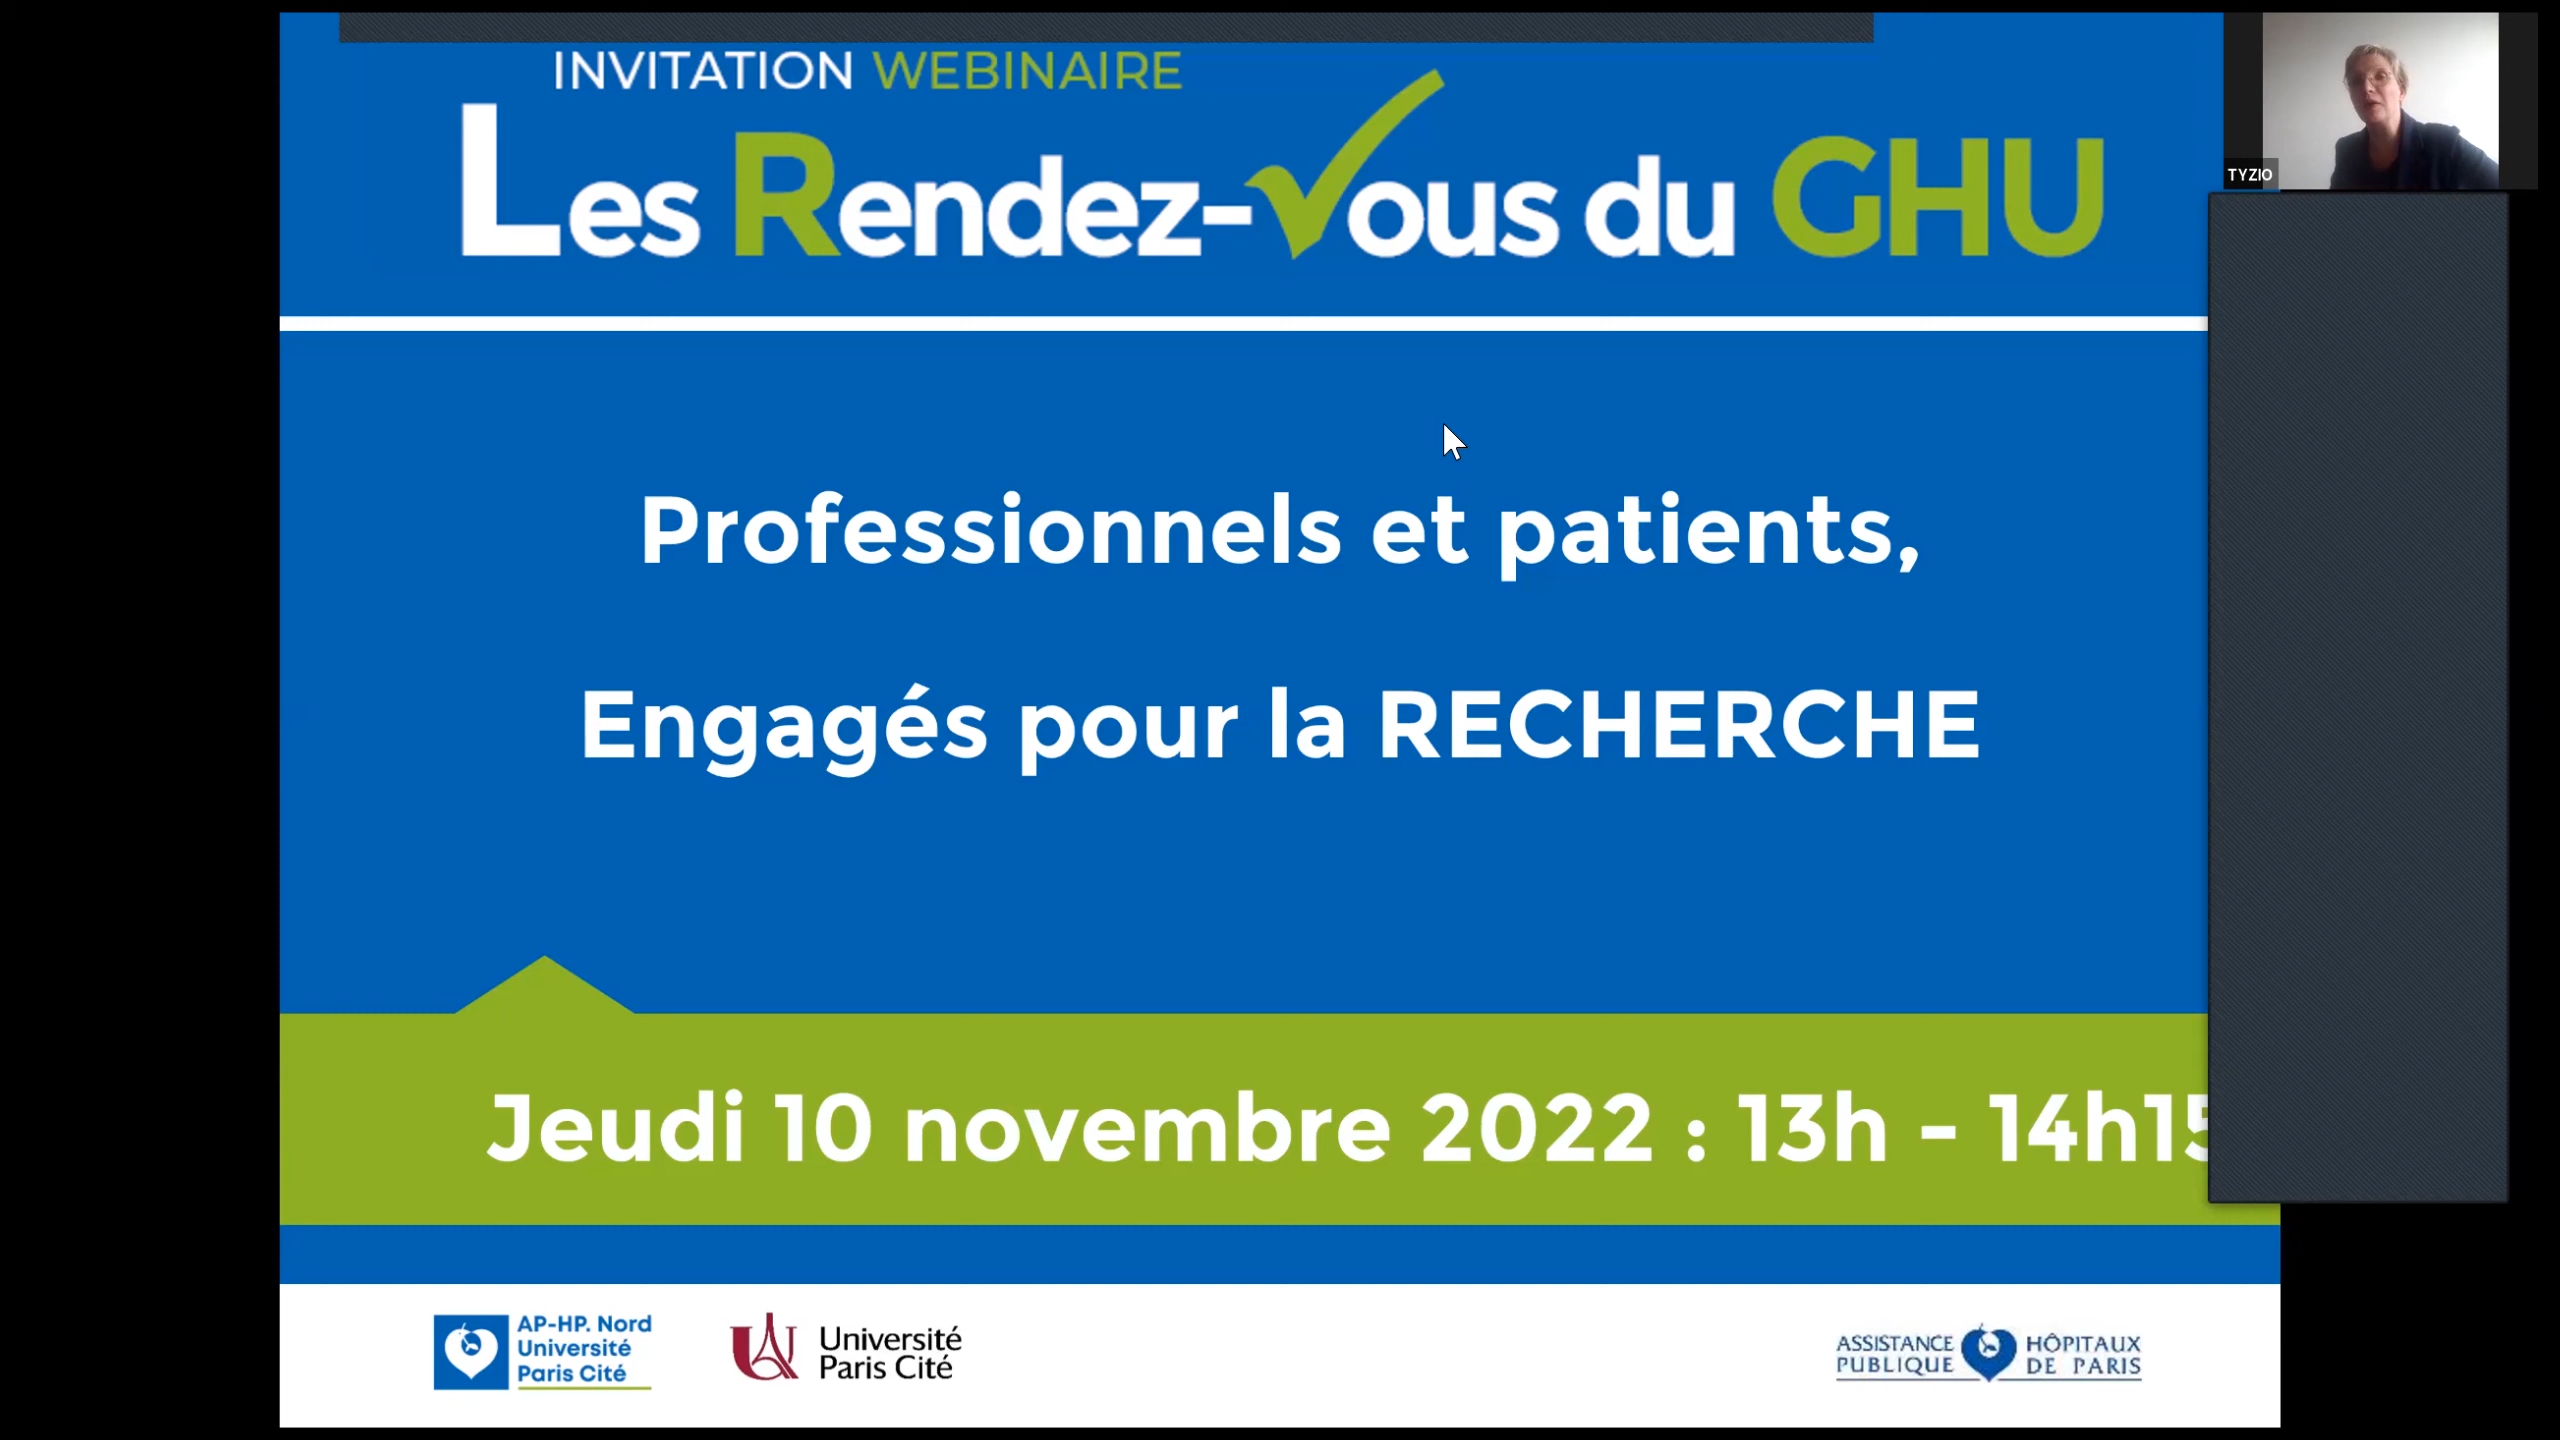 INVITATION WEBINAIRE
Les Rendez-Vous du GHU
TYZIO
Professionnels et patients,
Engagés pour la RECHERCHE
Jeudi 10 novembre 2022 : 13h - 14h15
AP-HP. Nord
Université
Paris Cité
Université
Paris Cité
ASSISTANCE HÔPITAUX
PUBLIQUE DE PARIS